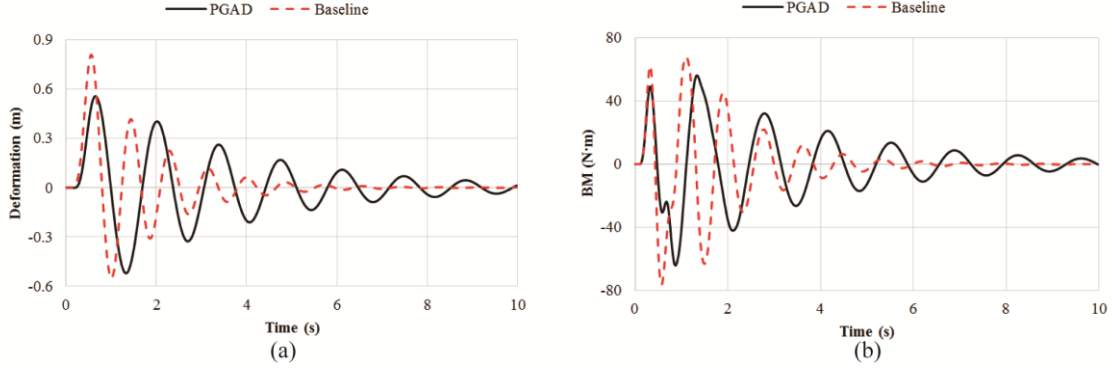 PGAD Baseline
0.9
0.6
0.3
0
-0.3
-0.6
Deformation (m)
0 2 4 6 8 10
Time (s)
(a)
PGAD Baseline
80
40
0
-40
-80
BM (N·m)
0 2 4 6 8 10
Time (s)
(b)